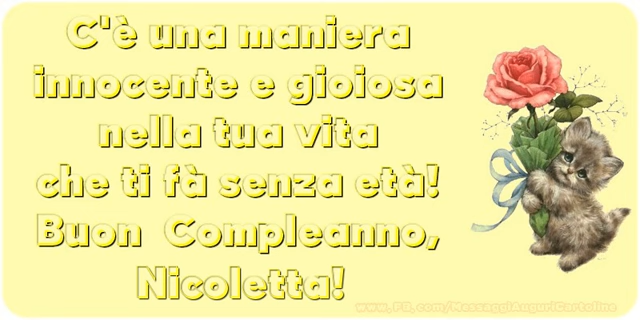 C'è una maniera
innocente e gioiosa
nella tua vita
che ti fà senza età!
Buon Compleanno,
Nicoletta!
www.FB.com/MessaggiAuguriCartoline